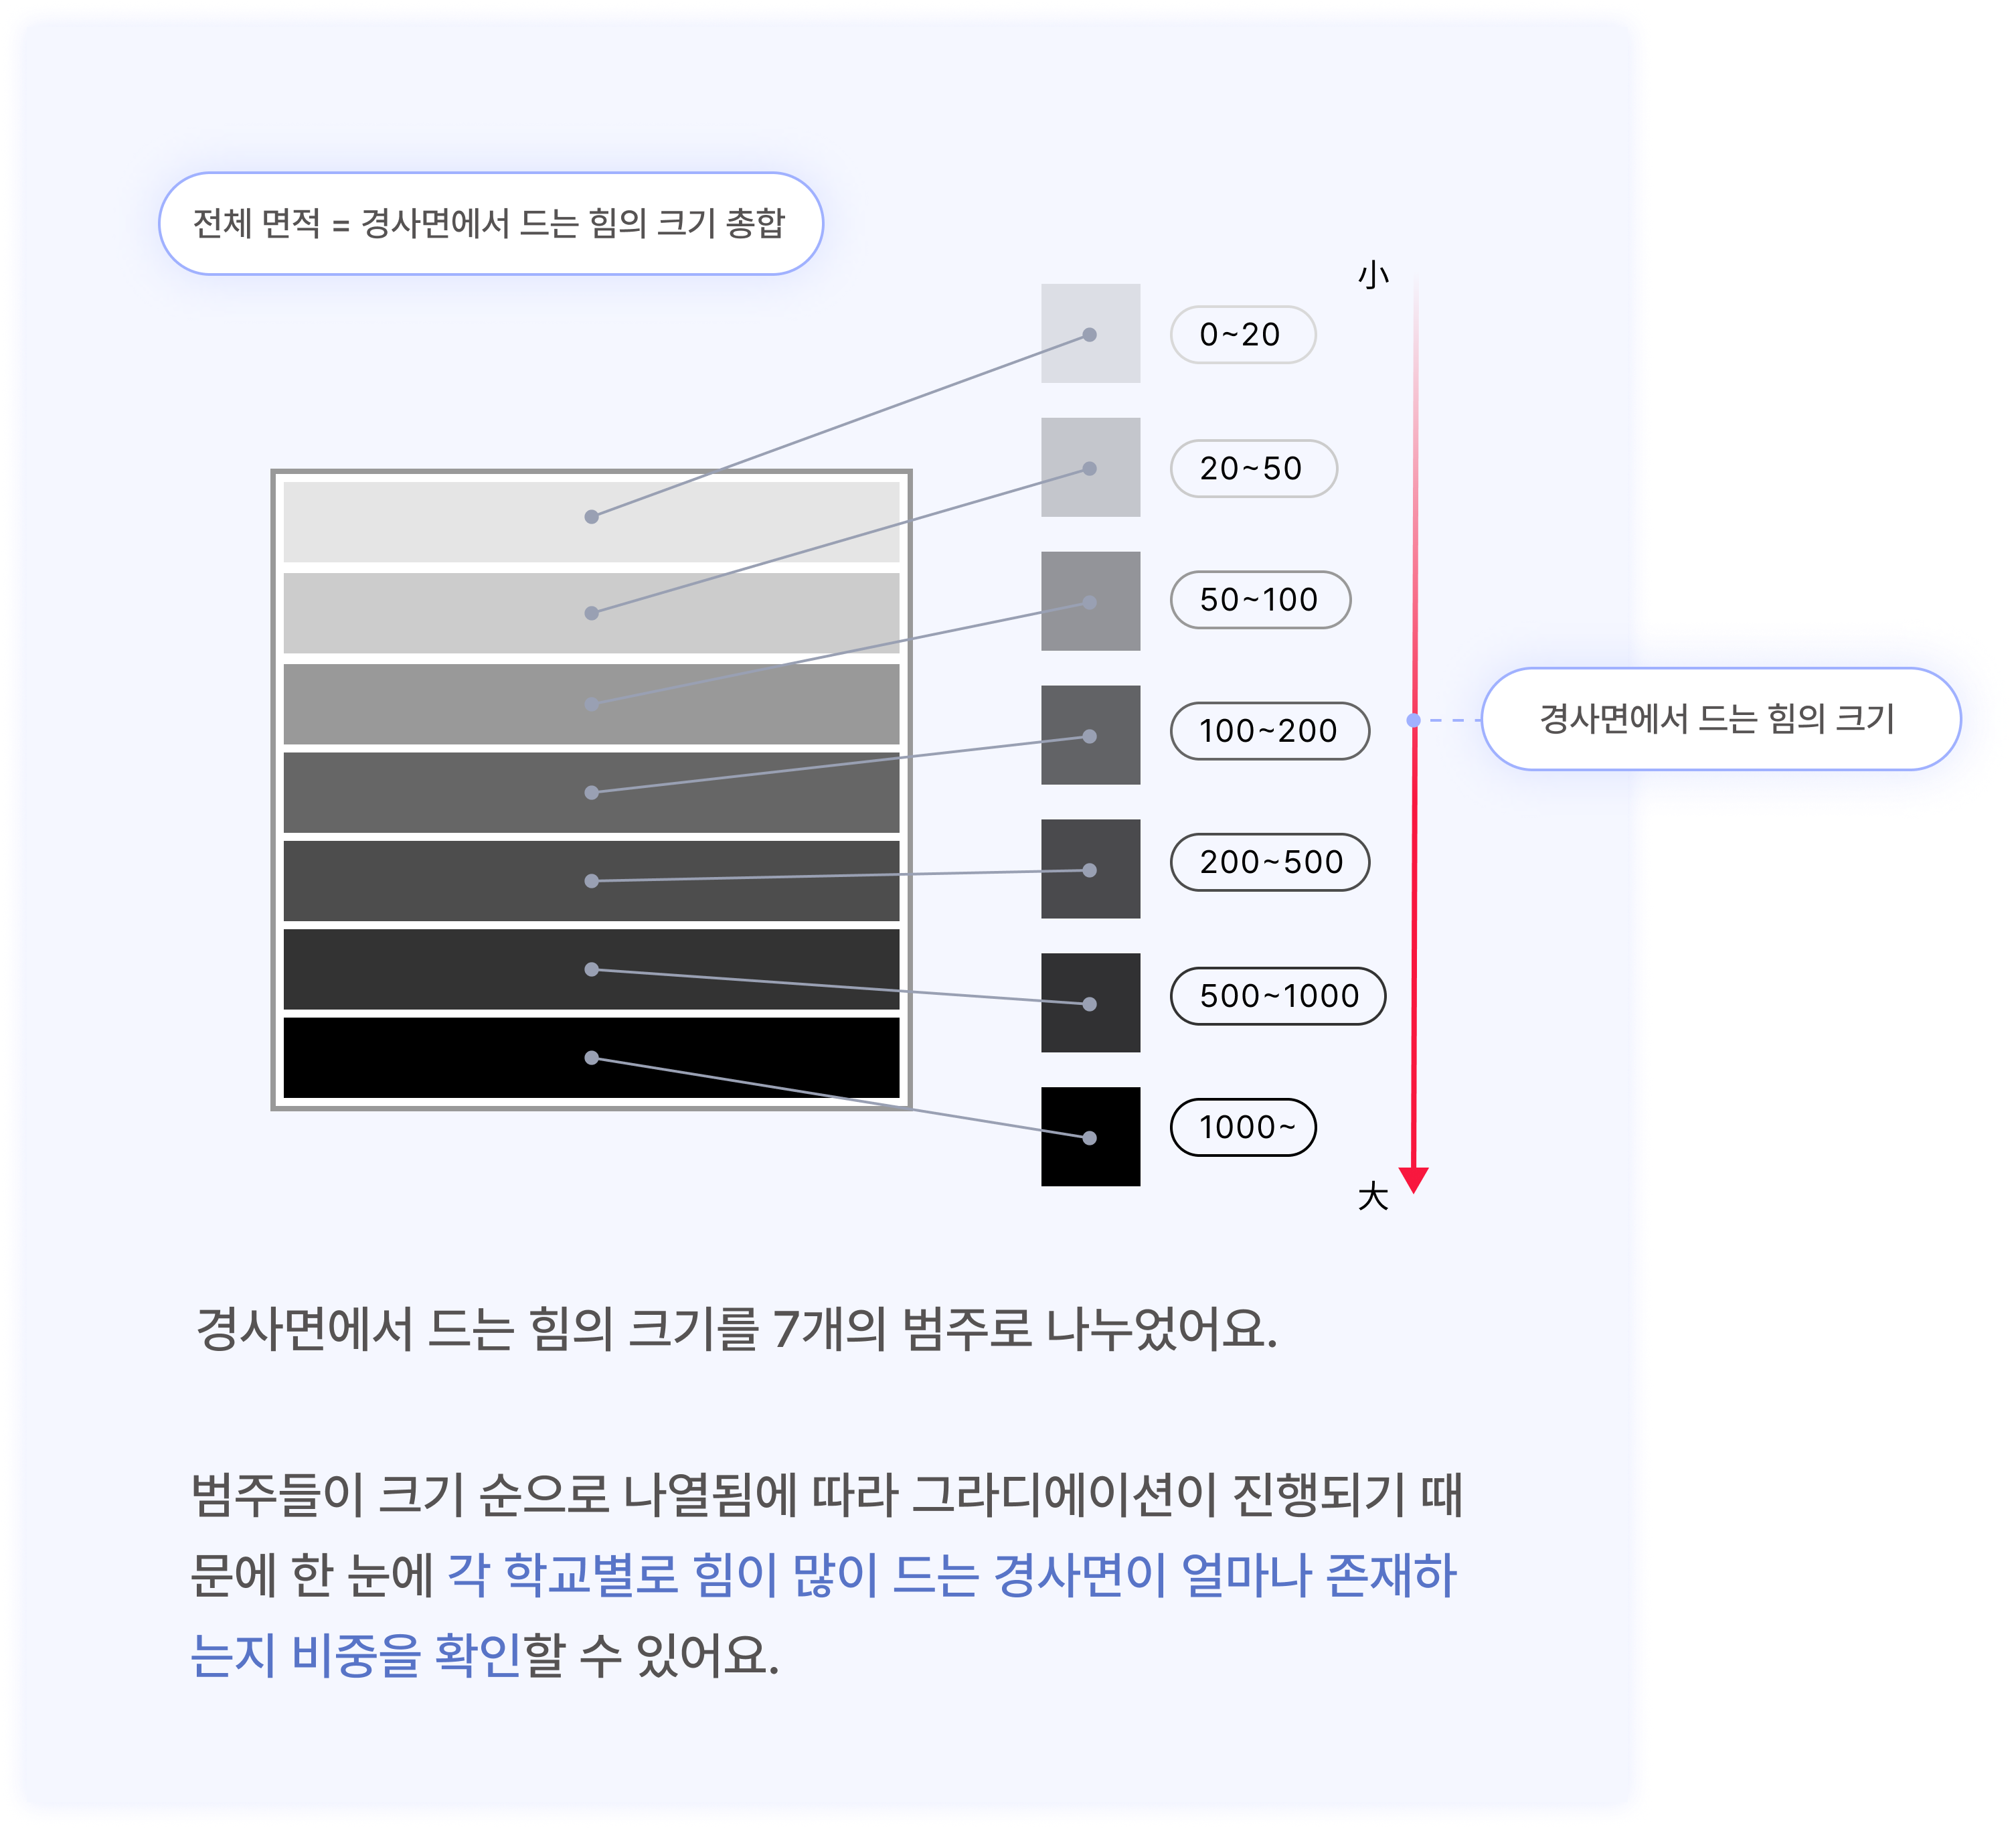 전체 면적 = 경사면에서 드는 힘의 크기 총합
小
0~20
20~50
50~100
100~200
경사면에서 드는 힘의 크기
200~500
500~1000
1000~
大
경사면에서 드는 힘의 크기를 7개의 범주로 나누었어요.
범주들이 크기 순으로 나열됨에 따라 그라디에이션이 진행되기 때
문에 한 눈에 각 학교별로 힘이 많이 드는 경사면이 얼마나 존재하
는지 비중을 확인할 수 있어요.